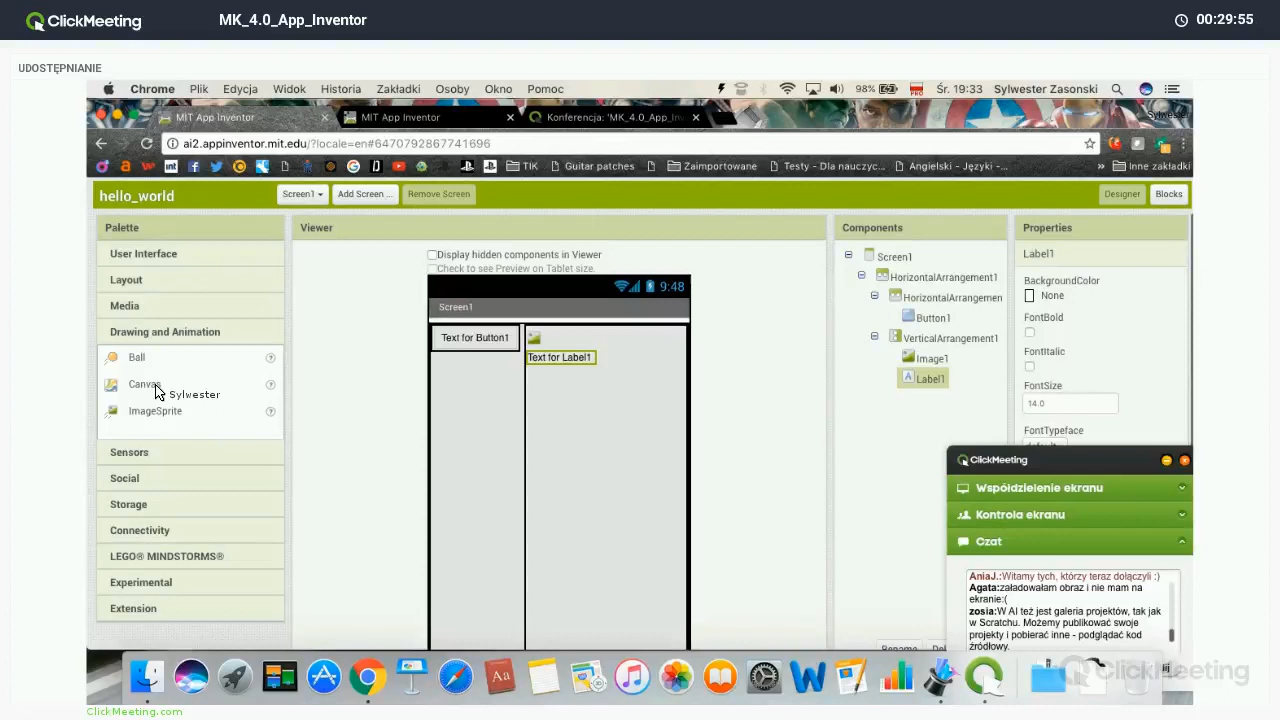 ClickMeeting
MK_4.0_App_Inventor
00:29:55
UDOSTĘPNIANIE
Chrome Plik Edycja Widok Historia Zakładki Osoby Okno Pomoc
98% PRO Śr. 19:33 Sylwester Zasonski
MIT App Inventor
MIT App Inventor
Konferencja: 'MK_4.0_App_Inv
Sylwester
ai2.appinventor.mit.edu/?locale=en#6470792867741696
int
TIK
Guitar patches
Zaimportowane
Testy - Dla nauczyc...
Angielski - Języki -...
» Inne zakładki
hello_world
Screen1
Add Screen ...
Remove Screen
Designer
Blocks
Palette
User Interface
Layout
Media
Drawing and Animation
Ball
Canvas
Sylwester
ImageSprite
Sensors
Social
Storage
Connectivity
LEGO® MINDSTORMS®
Experimental
Extension
Viewer
Display hidden components in Viewer
Check to see Preview on Tablet size.
9:48
Screen1
Text for Button1
Text for Label1
Components
Screen1
HorizontalArrangement1
HorizontalArrangemen
Button1
VerticalArrangement1
Image1
Label1
Rename
Properties
Label1
BackgroundColor
None
FontBold
FontItalic
FontSize
14.0
FontTypeface
ClickMeeting
Współdzielenie ekranu
Kontrola ekranu
Czat
AniaJ.:Witamy tych, którzy teraz dołączyli :)
Agata:załadowałam obraz i nie mam na
ekranie:(
zosia:W AI też jest galeria projektów, tak jak
w Scratchu. Możemy publikować swoje
projekty i pobierać inne - podglądać kod
źródłowy.
ClickMeeting
ClickMeeting.com